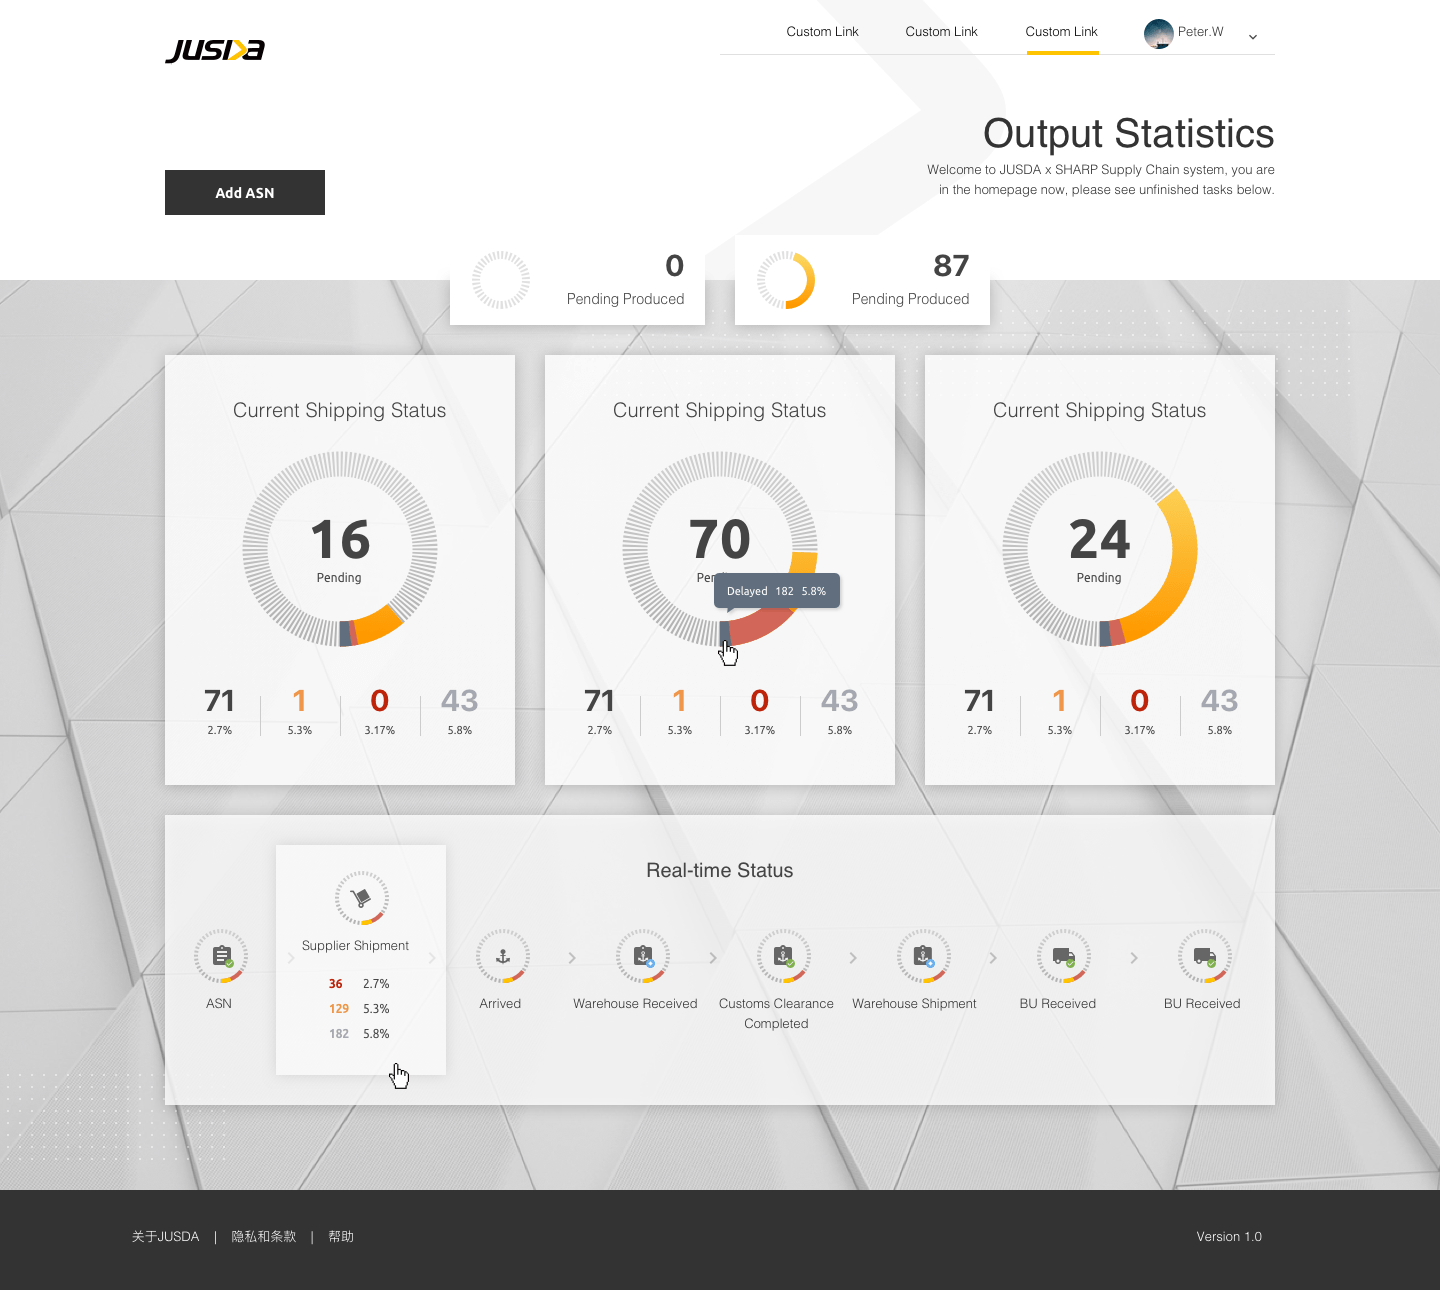 JUSDA
Custom Link
Custom Link
Custom Link
Peter.W
Output Statistics
Welcome to JUSDA x SHARP Supply Chain system, you are
in the homepage now, please see unfinished tasks below.
Add ASN
0
Pending Produced
87
Pending Produced
Current Shipping Status
16
Pending
71
2.7%
1
5.3%
0
3.17%
43
5.8%
Current Shipping Status
70
Delayed 182 5.8%
71
2.7%
1
5.3%
0
3.17%
43
5.8%
Current Shipping Status
24
Pending
71
2.7%
1
5.3%
0
3.17%
43
5.8%
Real-time Status
ASN
Supplier Shipment
36 2.7%
129 5.3%
182 5.8%
Arrived
Warehouse Received
Customs Clearance
Completed
Warehouse Shipment
BU Received
BU Received
关于JUSDA | 隐私和条款 | 帮助
Version 1.0